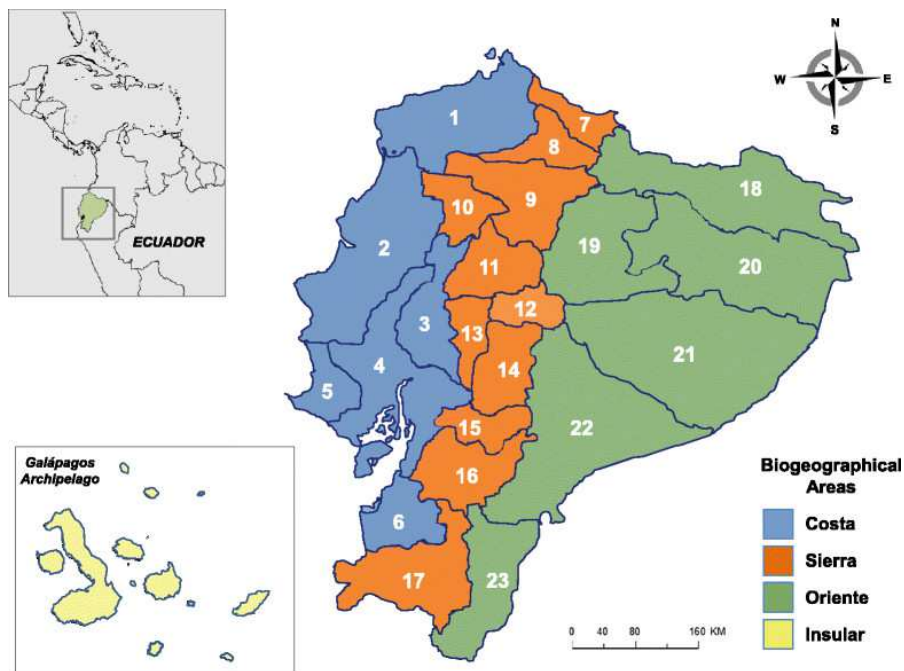 ECUADOR
N
W E
S
1
7
8
18
10
9
2
19
20
11
12
3
13
21
4
14
5
22
15
16
6
17
23
Galápagos
Archipelago
Biogeographical
Areas
Costa
Sierra
Oriente
Insular
0 40 80 160 KM